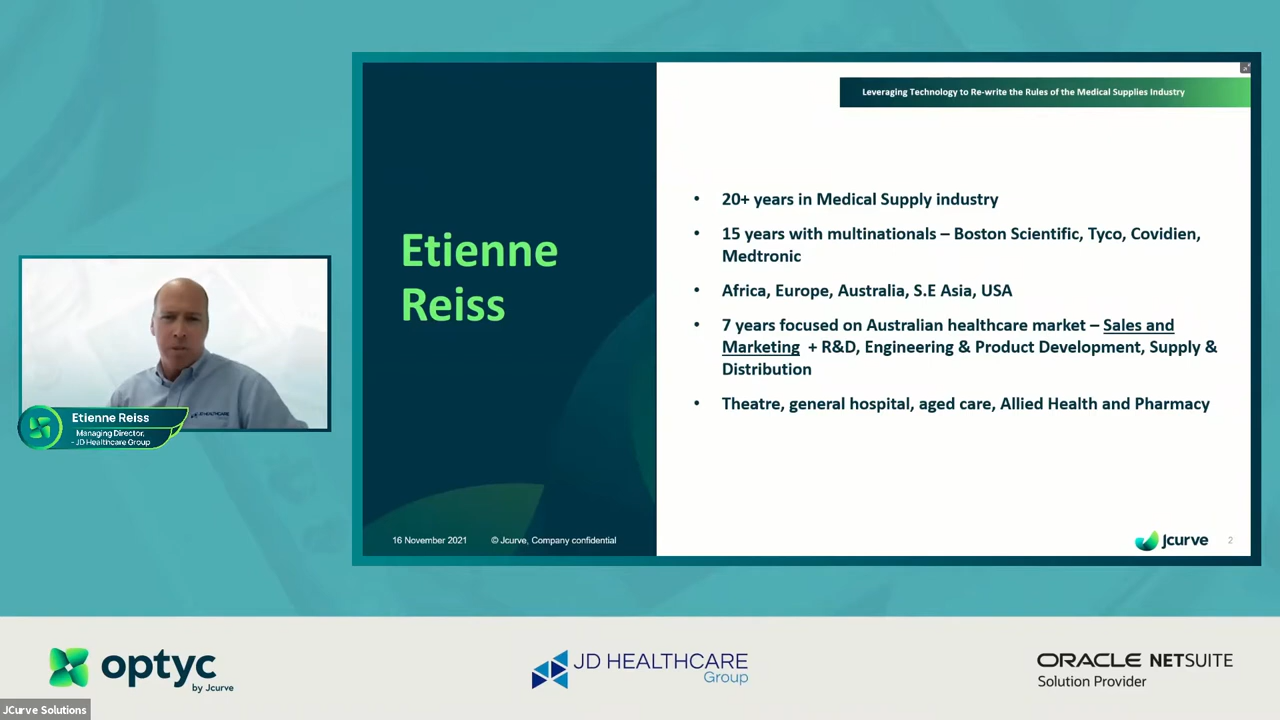 Leveraging Technology to Re-write the Rules of the Medical Supplies Industry
Etienne
Reiss
• 20+ years in Medical Supply industry
• 15 years with multinationals – Boston Scientific, Tyco, Covidien,
Medtronic
• Africa, Europe, Australia, S.E Asia, USA
• 7 years focused on Australian healthcare market – Sales and
Marketing + R&D, Engineering & Product Development, Supply &
Distribution
• Theatre, general hospital, aged care, Allied Health and Pharmacy
16 November 2021 © Jcurve, Company confidential
Jcurve 2
JD HEALTHCARE
Etienne Reiss
Managing Director,
- JD Healthcare Group
optyc
by Jcurve
JD HEALTHCARE
Group
ORACLE NETSUITE
Solution Provider
JCurve Solutions